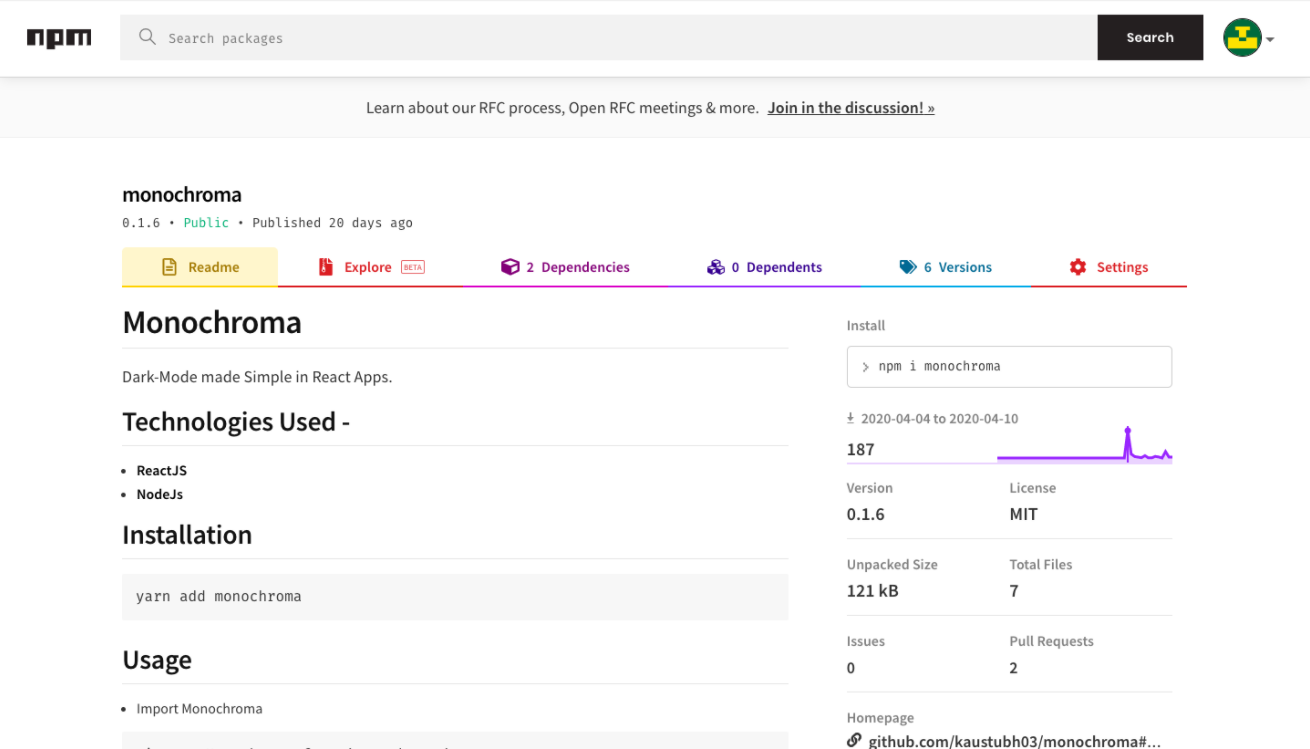 npm
Search packages
Search
Learn about our RFC process, Open RFC meetings & more. Join in the discussion! »
monochroma
0.1.6 • Public • Published 20 days ago
Readme
Explore BETA
2 Dependencies
0 Dependents
6 Versions
Settings
Monochroma
Dark-Mode made Simple in React Apps.
Technologies Used -
• ReactJS
• NodeJs
Installation
yarn add monochroma
Usage
• Import Monochroma
Install
> npm i monochroma
2020-04-04 to 2020-04-10
187
Version
0.1.6
License
MIT
Unpacked Size
121 kB
Total Files
7
Issues
0
Pull Requests
2
Homepage
github.com/kaustubh03/monochroma#...